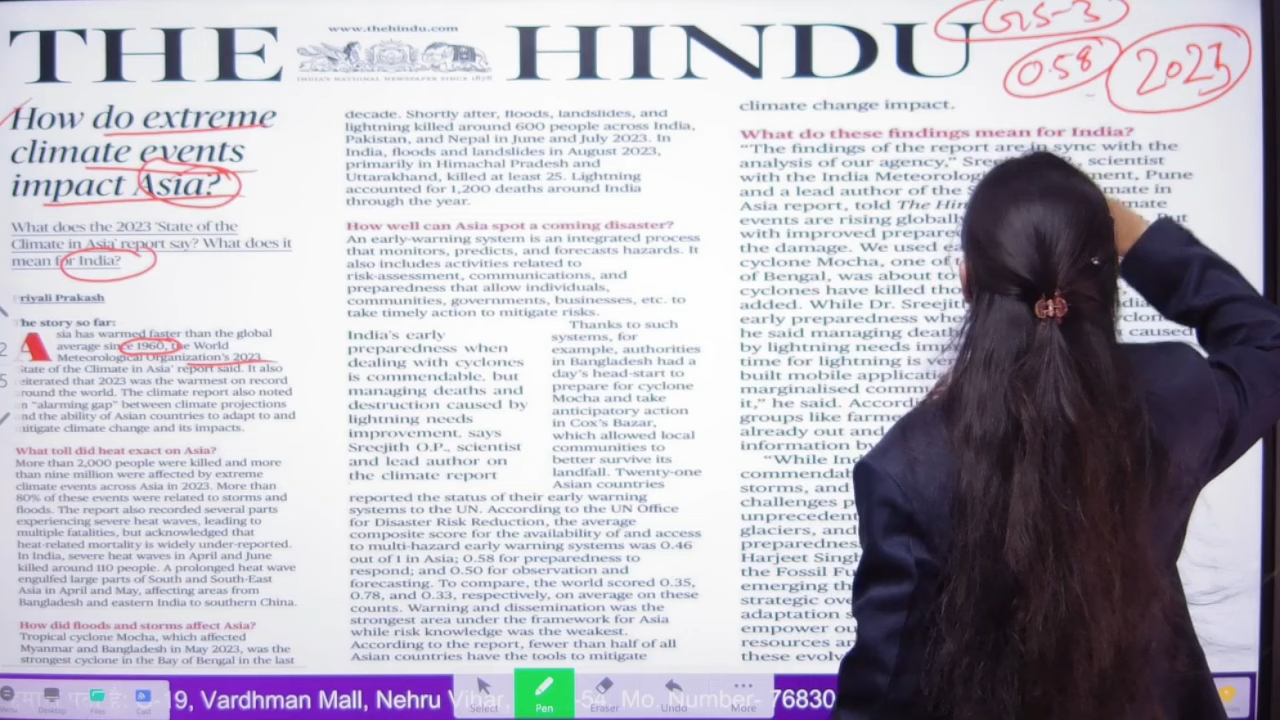 THE HINDU
www.thehindu.com
INDIA'S NATIONAL NEWSPAPER SINCE 1878
GS-3
0.58
2023
How do extreme
climate events
impact Asia?
What does the 2023 'State of the
Climate in Asia' report say? What does it
mean for India?
riyali Prakash
he story so far:
Asia has warmed faster than the global
average since 1960, the World
Meteorological Organization's 2023
State of the Climate in Asia' report said. It also
eiterated that 2023 was the warmest on record
round the world. The climate report also noted
n "alarming gap" between climate projections
nd the ability of Asian countries to adapt to and
itigate climate change and its impacts.
What toll did heat exact on Asia?
More than 2,000 people were killed and more
than nine million were affected by extreme
climate events across Asia in 2023. More than
80% of these events were related to storms and
floods. The report also recorded several parts
experiencing severe heat waves, leading to
multiple fatalities, but acknowledged that
heat-related mortality is widely under-reported.
In India, severe heat waves in April and June
killed around 110 people. A prolonged heat wave
engulfed large parts of South and South-East
Asia in April and May, affecting areas from
Bangladesh and eastern India to southern China.
How did floods and storms affect Asia?
Tropical cyclone Mocha, which affected
Myanmar and Bangladesh in May 2023, was the
strongest cyclone in the Bay of Bengal in the last
decade. Shortly after, floods, landslides, and
lightning killed around 600 people across India,
Pakistan, and Nepal in June and July 2023. In
India, floods and landslides in August 2023,
primarily in Himachal Pradesh and
Uttarakhand, killed at least 25. Lightning
accounted for 1,200 deaths around India
through the year.
How well can Asia spot a coming disaster?
An early-warning system is an integrated process
that monitors, predicts, and forecasts hazards. It
also includes activities related to
risk-assessment, communications, and
preparedness that allow individuals,
communities, governments, businesses, etc. to
take timely action to mitigate risks.
India's early
preparedness when
dealing with cyclones
is commendable, but
managing deaths and
destruction caused by
lightning needs
improvement, says
Sreejith O.P., scientist
and lead author on
the climate report
Thanks to such
systems, for
example, authorities
in Bangladesh had a
day's head-start to
prepare for cyclone
Mocha and take
anticipatory action
in Cox's Bazar,
which allowed local
communities to
better survive its
landfall. Twenty-one
Asian countries
reported the status of their early warning
systems to the UN. According to the UN Office
for Disaster Risk Reduction, the average
composite score for the availability of and access
to multi-hazard early warning systems was 0.46
out of 1 in Asia; 0.58 for preparedness to
respond; and 0.50 for observation and
forecasting. To compare, the world scored 0.35,
0.78, and 0.33, respectively, on average on these
counts. Warning and dissemination was the
strongest area under the framework for Asia
while risk knowledge was the weakest.
According to the report, fewer than half of all
Asian countries have the tools to mitigate
climate change impact.
What do these findings mean for India?
"The findings of the report are in sync with the
analysis of our agency," scientist
with the India Pune
and a lead author of the
Asia report, told The
events are rising globally
with improved
the damage. We used
cyclone Mocha, one of
of Bengal, was about to
cyclones have killed
added. While Dr.
early preparedness
he said managing caused
by lightning needs
time for lightning is
built mobile
marginalised
it," he said.
groups like
already out and
information by
"While
storms, and
challenges
glaciers, and
Harjeet Singh
the Fossil
emerging
strategic
adaptation
empower
resources
these
19, Vardhman Mall, Nehru Vihar, Mo. Number- 76830
Menu Desktop Files Cast Select Pen Eraser Undo More